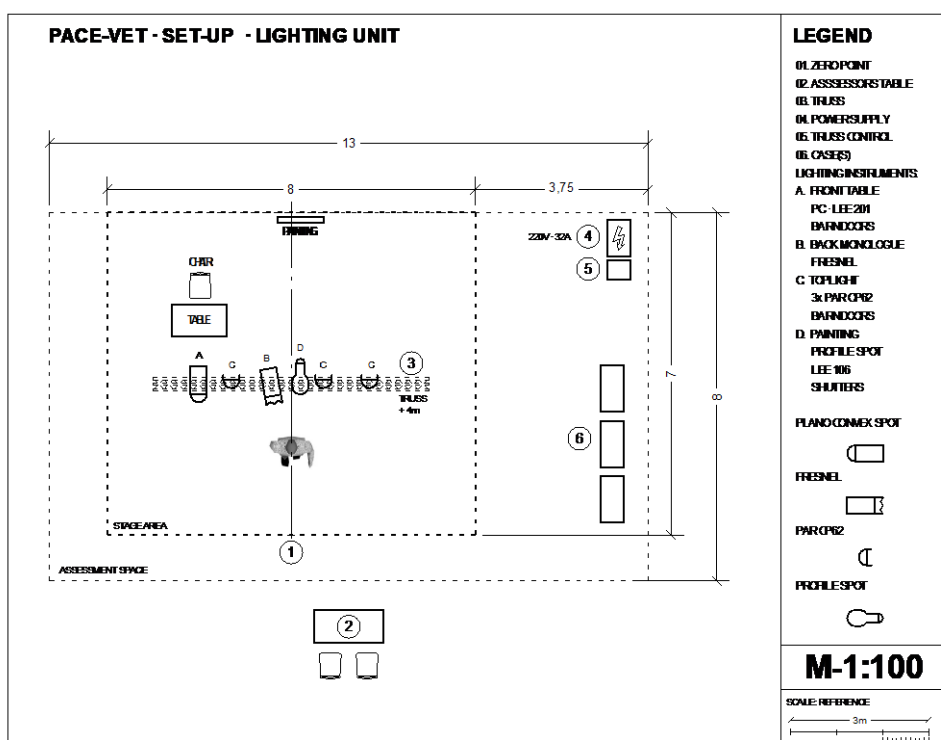 PACE-VET - SET-UP - LIGHTING UNIT
13
8
3,75
PAINTING
220V-32A
4
5
CHAIR
TABLE
A
C
B
D
C
C
3
TRUSS
+ 4m
7
8
6
STAGE AREA
1
ASSESSMENT SPACE
2
LEGEND
01. ZERO POINT
02. ASSSESSORS TABLE
03. TRUSS
04. POWER SUPPLY
05. TRUSS CONTROL
06. CASE(S)
LIGHTING INSTRUMENTS:
A. FRONT TABLE
PC - LEE 201
BARNDOORS
B. BACK MONOLOGUE
FRESNEL
C. TOPLIGHT
3x PAR CP62
BARNDOORS
D. PAINTING
PROFILE SPOT
LEE 106
SHUTTERS
PLANO CONVEX SPOT
FRESNEL
PAR CP62
PROFILE SPOT
M-1:100
SCALE: REFERENCE
3m